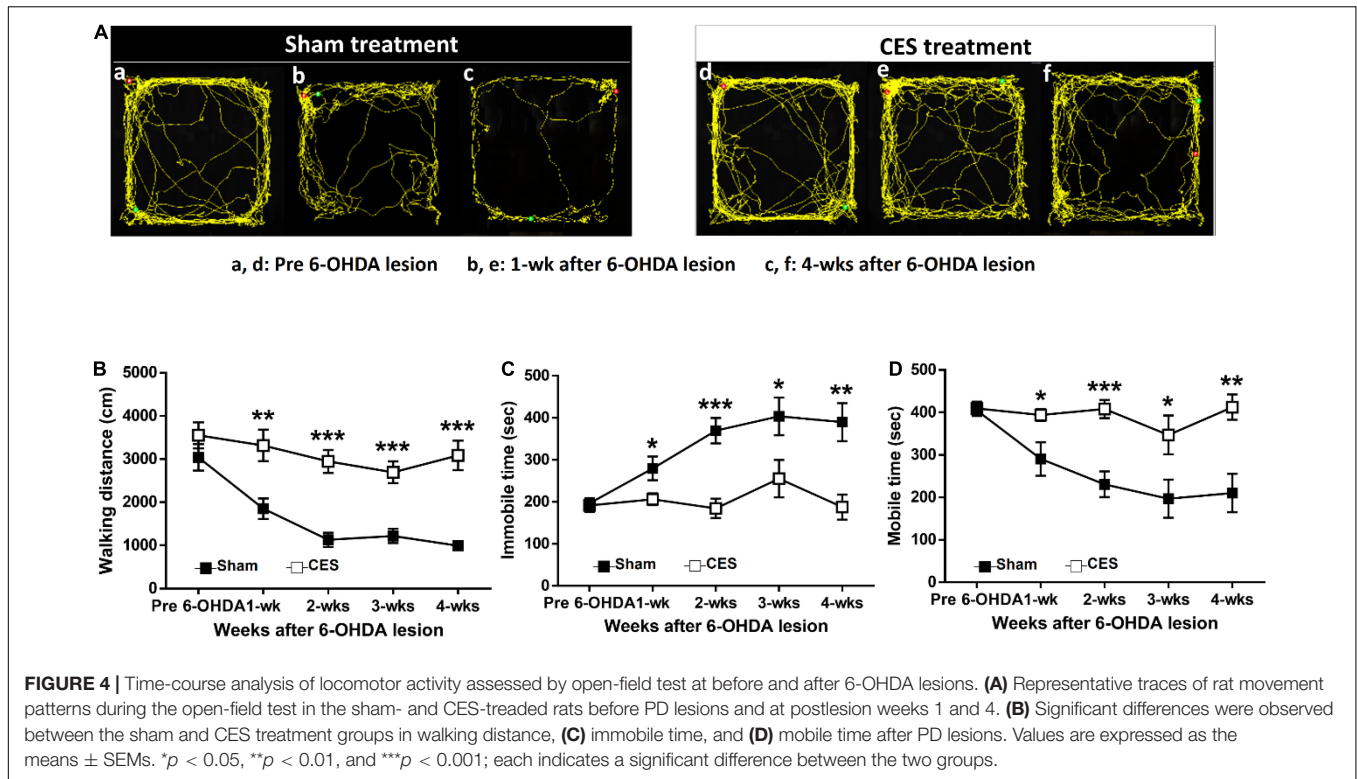 A
Sham treatment
CES treatment
a b c d e f
a, d: Pre 6-OHDA lesion b, e: 1-wk after 6-OHDA lesion c, f: 4-wks after 6-OHDA lesion
B
Walking distance (cm)
5000
4000
3000
2000
1000
0
** *** *** ***
Sham CES
Pre 6-OHDA 1-wk 2-wks 3-wks 4-wks
Weeks after 6-OHDA lesion
C
Immobile time (sec)
500
400
300
200
100
0
* *** * **
Sham CES
Pre 6-OHDA 1-wk 2-wks 3-wks 4-wks
Weeks after 6-OHDA lesion
D
Mobile time (sec)
500
400
300
200
100
0
* *** * **
Sham CES
Pre 6-OHDA 1-wk 2-wks 3-wks 4-wks
Weeks after 6-OHDA lesion
FIGURE 4 | Time-course analysis of locomotor activity assessed by open-field test at before and after 6-OHDA lesions. (A) Representative traces of rat movement
patterns during the open-field test in the sham- and CES-treaded rats before PD lesions and at postlesion weeks 1 and 4. (B) Significant differences were observed
between the sham and CES treatment groups in walking distance, (C) immobile time, and (D) mobile time after PD lesions. Values are expressed as the
means ± SEMs. *p < 0.05, **p < 0.01, and ***p < 0.001; each indicates a significant difference between the two groups.